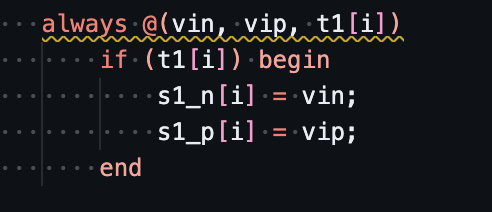 always @(vin, vip, t1[i])
if (t1[i]) begin
s1_n[i] = vin;
s1_p[i] = vip;
end